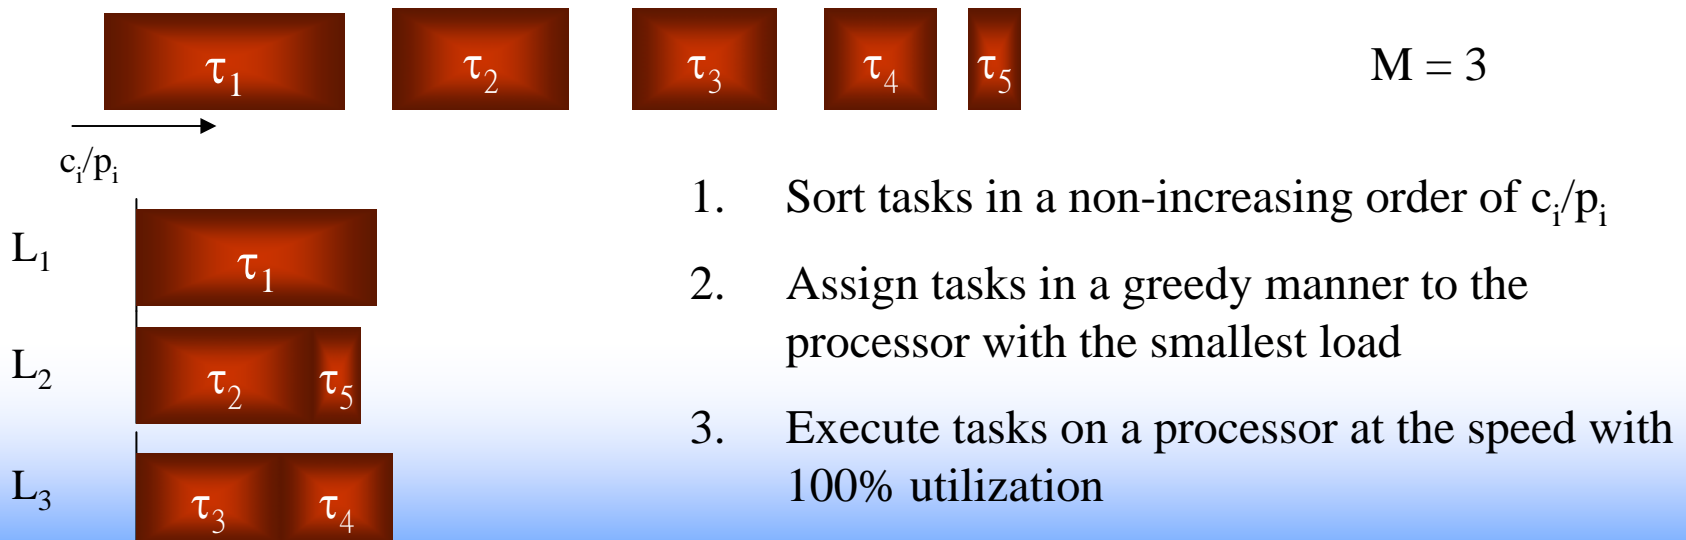 τ₁ τ₂ τ₃ τ₄ τ₅ M = 3
cᵢ/pᵢ
1. Sort tasks in a non-increasing order of cᵢ/pᵢ
2. Assign tasks in a greedy manner to the
processor with the smallest load
3. Execute tasks on a processor at the speed with
100% utilization
L₁ τ₁
L₂ τ₂ τ₅
L₃ τ₃ τ₄